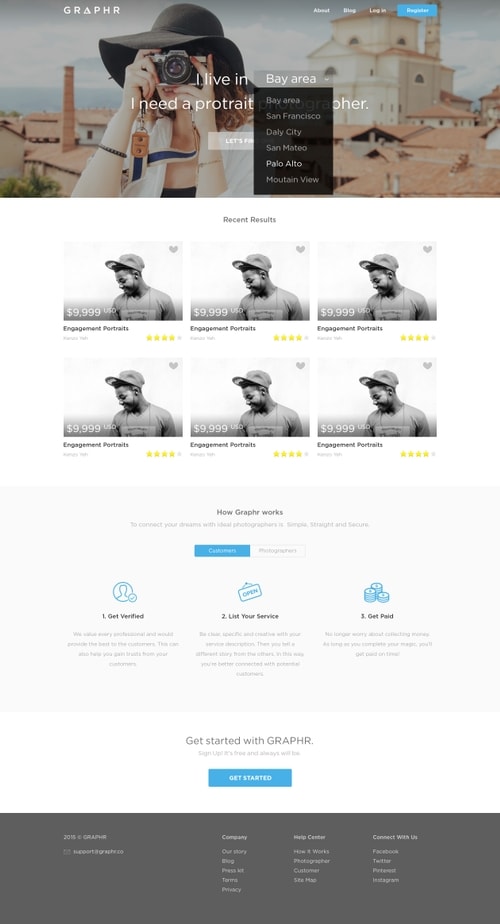 GRAPHR
About Blog Log in Register
I live in Bay area
I need a protrait photographer.
LET'S FI
Bay area
San Francisco
Daly City
San Mateo
Palo Alto
Moutain View
Recent Results
$9,999 USD $9,999 USD $9,999 USD
Engagement Portraits Engagement Portraits Engagement Portraits
Kenzo Yeh Kenzo Yeh Kenzo Yeh
$9,999 USD $9,999 USD $9,999 USD
Engagement Portraits Engagement Portraits Engagement Portraits
Kenzo Yeh Kenzo Yeh Kenzo Yeh
How Graphr works
To connect your dreams with ideal photographers is Simple, Straight and Secure.
Customers Photographers
OPEN
1. Get Verified
We value every professional and would
provide the best to the customers. This can
also help you gain trusts from your
customers.
2. List Your Service
Be clear, specific and creative with your
service description. Then you tell a
different story from the others. In this way,
you're better connected with potential
customers.
3. Get Paid
No longer worry about collecting money.
As long as you complete your magic, you'll
get paid on time!
Get started with GRAPHR.
Sign Up! It's free and always will be.
GET STARTED
2015 © GRAPHR
support@graphr.co
Company
Our story
Blog
Press kit
Terms
Privacy
Help Center
How It Works
Photographer
Customer
Site Map
Connect With Us
Facebook
Twitter
Pinterest
Instagram